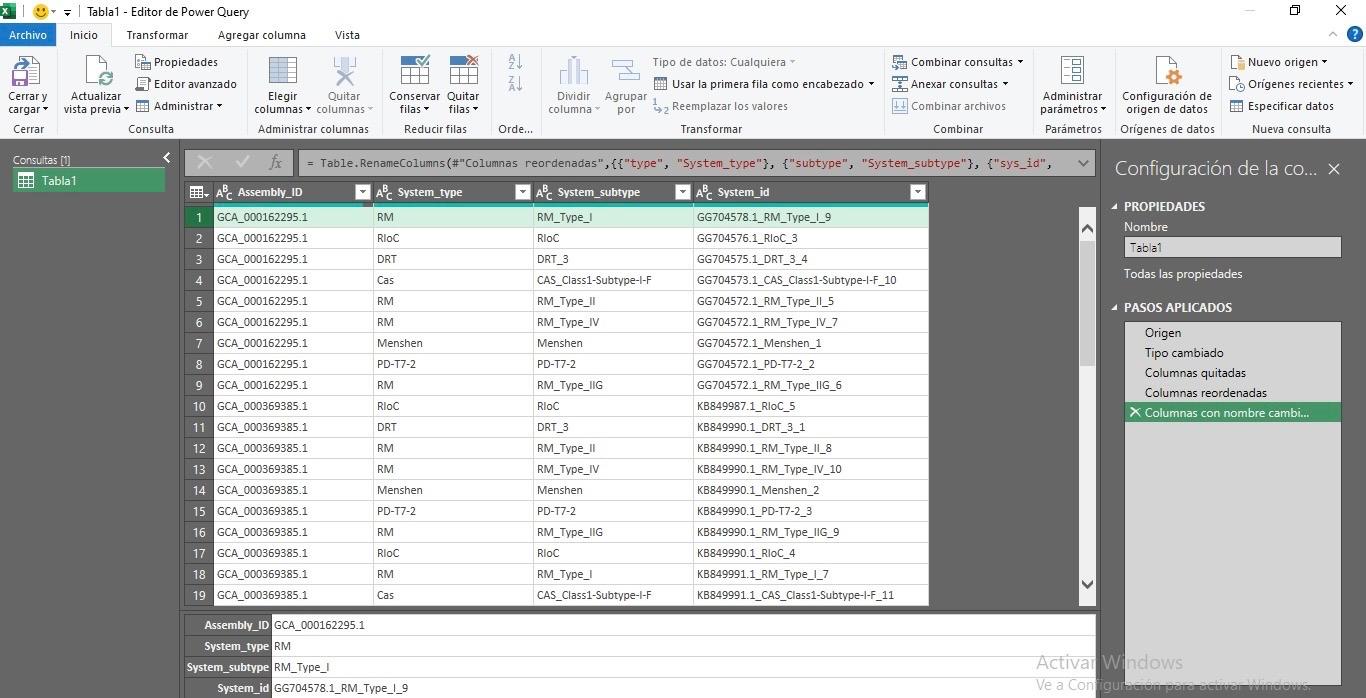 Tabla1 - Editor de Power Query
Archivo Inicio Transformar Agregar columna Vista
Cerrar y cargar
Cerrar
Actualizar vista previa
Propiedades
Editor avanzado
Administrar
Consulta
Elegir columnas
Quitar columnas
Administrar columnas
Conservar filas
Quitar filas
Reducir filas
Orde...
Dividir columna
Agrupar por
Tipo de datos: Cualquiera
Usar la primera fila como encabezado
Reemplazar los valores
Transformar
Combinar consultas
Anexar consultas
Combinar archivos
Combinar
Administrar parámetros
Parámetros
Configuración de origen de datos
Orígenes de datos
Nuevo origen
Orígenes recientes
Especificar datos
Nueva consulta
Consultas [1]
Tabla1
fx = Table.RenameColumns(#"Columnas reordenadas",{{"type", "System_type"}, {"subtype", "System_subtype"}, {"sys_id",
Assembly_ID System_type System_subtype System_id
1 GCA_000162295.1 RM RM_Type_I GG704578.1_RM_Type_I_9
2 GCA_000162295.1 RloC RloC GG704576.1_RloC_3
3 GCA_000162295.1 DRT DRT_3 GG704575.1_DRT_3_4
4 GCA_000162295.1 Cas CAS_Class1-Subtype-I-F GG704573.1_CAS_Class1-Subtype-I-F_10
5 GCA_000162295.1 RM RM_Type_II GG704572.1_RM_Type_II_5
6 GCA_000162295.1 RM RM_Type_IV GG704572.1_RM_Type_IV_7
7 GCA_000162295.1 Menshen Menshen GG704572.1_Menshen_1
8 GCA_000162295.1 PD-T7-2 PD-T7-2 GG704572.1_PD-T7-2_2
9 GCA_000162295.1 RM RM_Type_IIG GG704572.1_RM_Type_IIG_6
10 GCA_000369385.1 RloC RloC KB849987.1_RloC_5
11 GCA_000369385.1 DRT DRT_3 KB849990.1_DRT_3_1
12 GCA_000369385.1 RM RM_Type_II KB849990.1_RM_Type_II_8
13 GCA_000369385.1 RM RM_Type_IV KB849990.1_RM_Type_IV_10
14 GCA_000369385.1 Menshen Menshen KB849990.1_Menshen_2
15 GCA_000369385.1 PD-T7-2 PD-T7-2 KB849990.1_PD-T7-2_3
16 GCA_000369385.1 RM RM_Type_IIG KB849990.1_RM_Type_IIG_9
17 GCA_000369385.1 RloC RloC KB849990.1_RloC_4
18 GCA_000369385.1 RM RM_Type_I KB849991.1_RM_Type_I_7
19 GCA_000369385.1 Cas CAS_Class1-Subtype-I-F KB849991.1_CAS_Class1-Subtype-I-F_11
Assembly_ID GCA_000162295.1
System_type RM
System_subtype RM_Type_I
System_id GG704578.1_RM_Type_I_9
Configuración de la co...
PROPIEDADES
Nombre
Tabla1
Todas las propiedades
PASOS APLICADOS
Origen
Tipo cambiado
Columnas quitadas
Columnas reordenadas
Columnas con nombre cambi...
Activar Windows
Ve a Configuración para activar Windows.